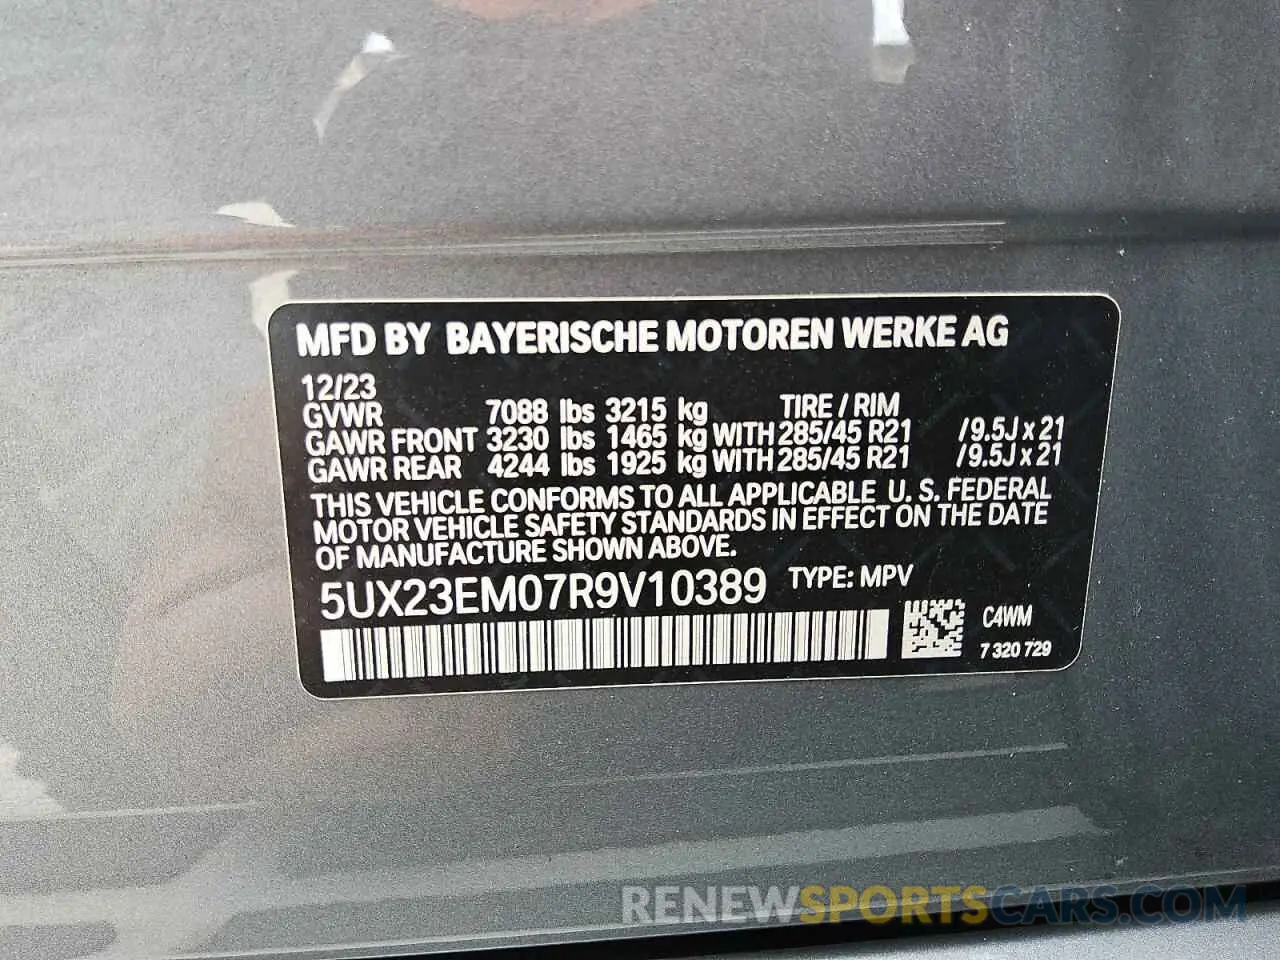 MFD BY BAYERISCHE MOTOREN WERKE AG
12/23
GVWR 7088 lbs 3215 kg TIRE / RIM
GAWR FRONT 3230 lbs 1465 kg WITH 285/45 R21 /9.5J x 21
GAWR REAR 4244 lbs 1925 kg WITH 285/45 R21 /9.5J x 21
THIS VEHICLE CONFORMS TO ALL APPLICABLE U. S. FEDERAL
MOTOR VEHICLE SAFETY STANDARDS IN EFFECT ON THE DATE
OF MANUFACTURE SHOWN ABOVE.
5UX23EM07R9V10389 TYPE: MPV
C4WM
7 320 729
RENEWSPORTSCARS.COM